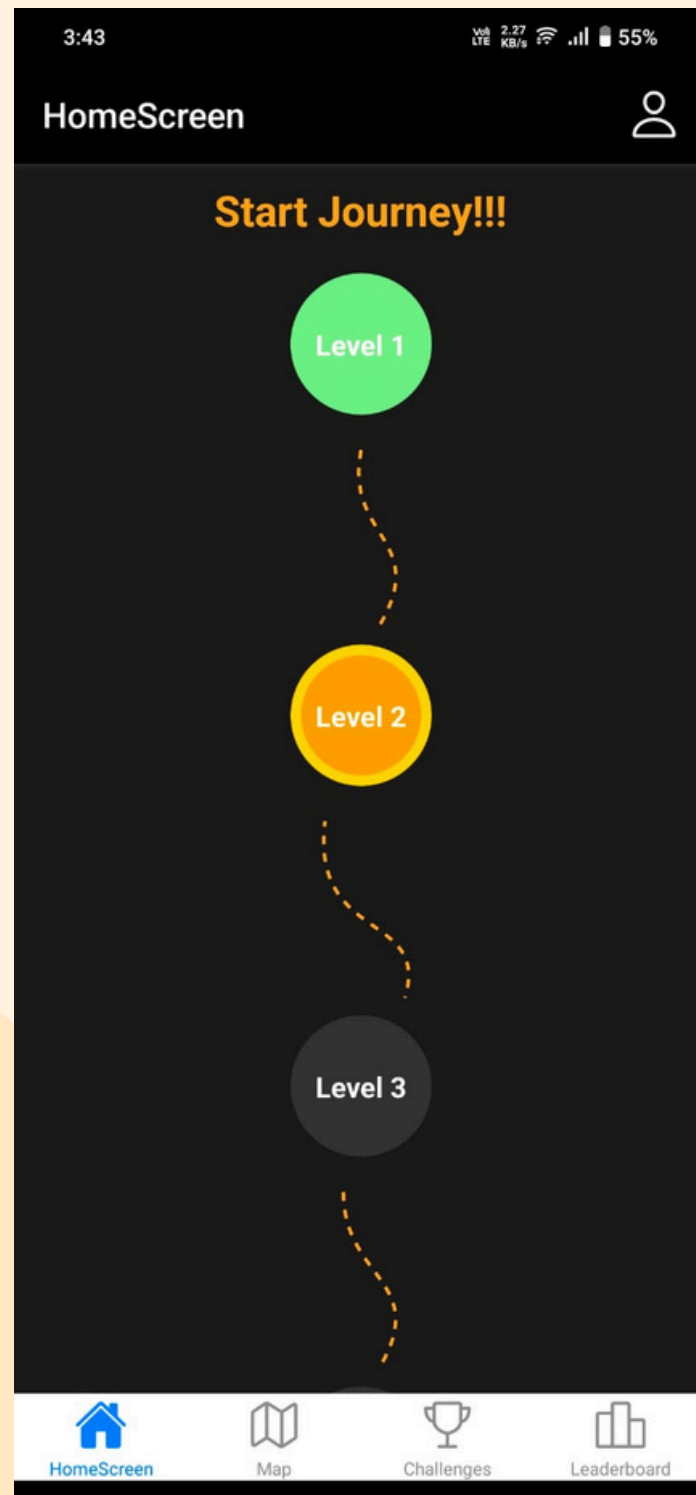 3:43 Vo) LTE 2.27 KB/s 55%
HomeScreen
Start Journey!!!
Level 1
Level 2
Level 3
HomeScreen Map Challenges Leaderboard